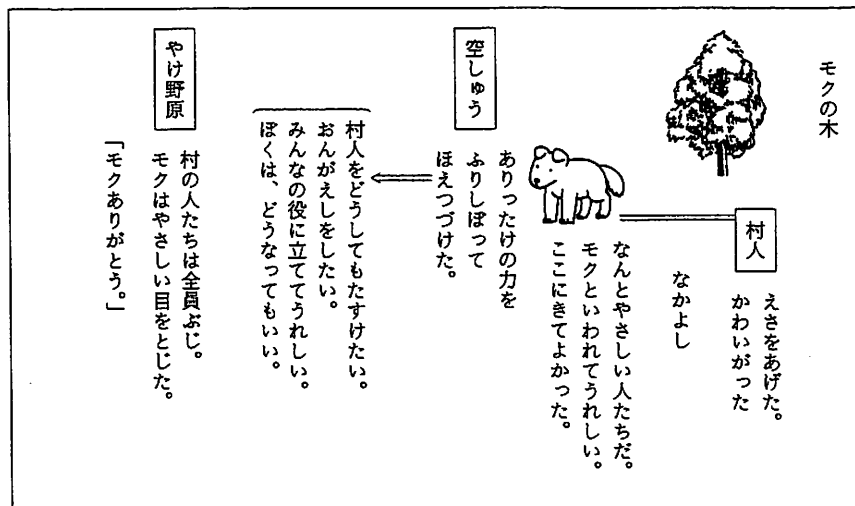 モクの木
村人
えさをあげた。
かわいがった
なかよし
なんとやさしい人たちだ。
モクといわれてうれしい。
ここにきてよかった。
空しゅう
ありったけの力を
ふりしぼって
ほえつづけた。
村人をどうしてもたすけたい。
おんがえしをしたい。
みんなの役に立ててうれしい。
ぼくは、どうなってもいい。
やけ野原
村の人たちは全員ぶじ。
モクはやさしい目をとじた。
「モクありがとう。」